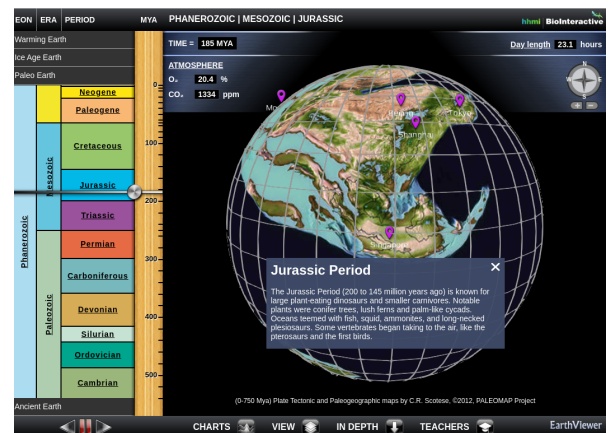 EON ERA PERIOD MYA PHANEROZOIC | MESOZOIC | JURASSIC hhmi | BioInteractive
Warming Earth
Ice Age Earth
Paleo Earth
TIME = 185 MYA
Day length 23.1 hours
ATMOSPHERE
O₂ 20.4 %
CO₂ 1334 ppm
N
W
E
S
Phanerozoic
Mesozoic
Paleozoic
Neogene
Paleogene
Cretaceous
Jurassic
Triassic
Permian
Carboniferous
Devonian
Silurian
Ordovician
Cambrian
0
100
200
300
400
500
Tokyo
Shanghai
Singapore
Jurassic Period
The Jurassic Period (200 to 145 million years ago) is known for
large plant-eating dinosaurs and smaller carnivores. Notable
plants were conifer trees, lush ferns and palm-like cycads.
Oceans teemed with fish, squid, ammonites, and long-necked
plesiosaurs. Some vertebrates began taking to the air, like the
pterosaurs and the first birds.
(0-750 Mya) Plate Tectonic and Paleogeographic maps by C.R. Scotese, ©2012, PALEOMAP Project
Ancient Earth
CHARTS VIEW IN DEPTH TEACHERS EarthViewer